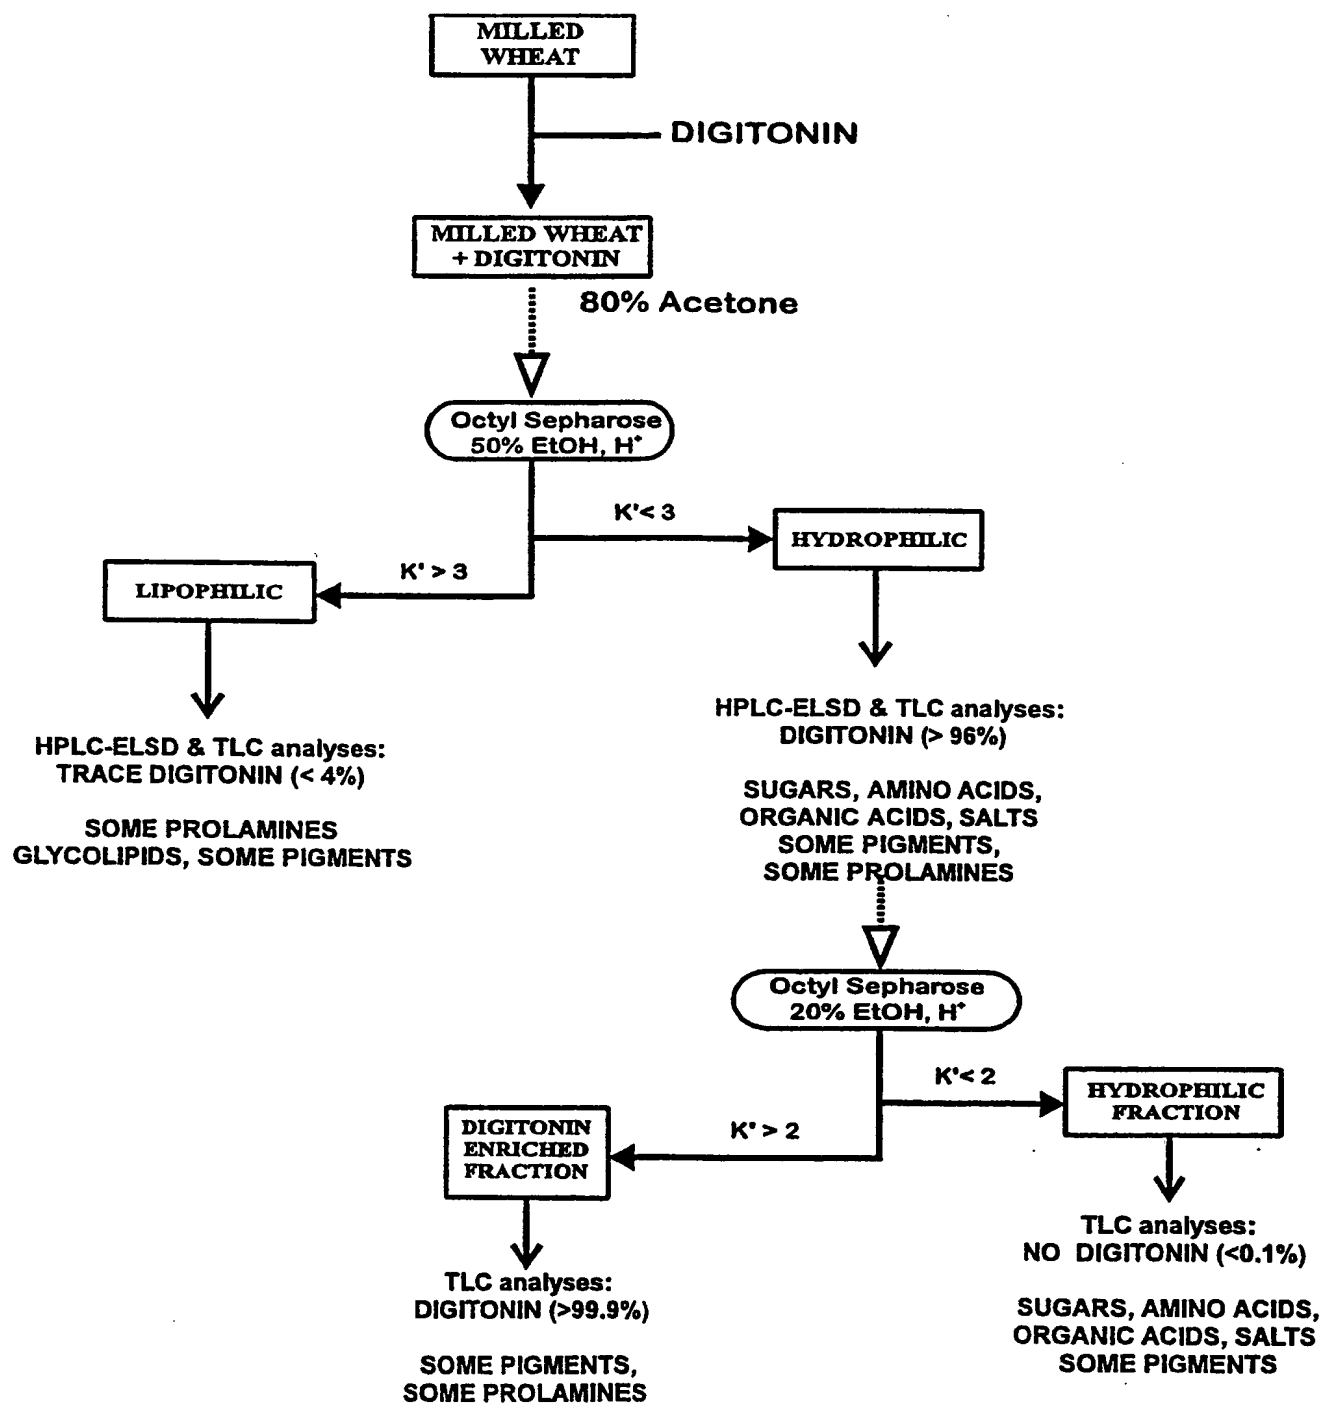 MILLED
WHEAT
DIGITONIN
MILLED WHEAT
+ DIGITONIN
80% Acetone
Octyl Sepharose
50% EtOH, H⁺
K'< 3
HYDROPHILIC
K' > 3
LIPOPHILIC
HPLC-ELSD & TLC analyses:
DIGITONIN (> 96%)
HPLC-ELSD & TLC analyses:
TRACE DIGITONIN (< 4%)
SUGARS, AMINO ACIDS,
ORGANIC ACIDS, SALTS
SOME PIGMENTS,
SOME PROLAMINES
SOME PROLAMINES
GLYCOLIPIDS, SOME PIGMENTS
Octyl Sepharose
20% EtOH, H⁺
K'< 2
HYDROPHILIC
FRACTION
K' > 2
DIGITONIN
ENRICHED
FRACTION
TLC analyses:
NO DIGITONIN (<0.1%)
TLC analyses:
DIGITONIN (>99.9%)
SUGARS, AMINO ACIDS,
ORGANIC ACIDS, SALTS
SOME PIGMENTS
SOME PIGMENTS,
SOME PROLAMINES